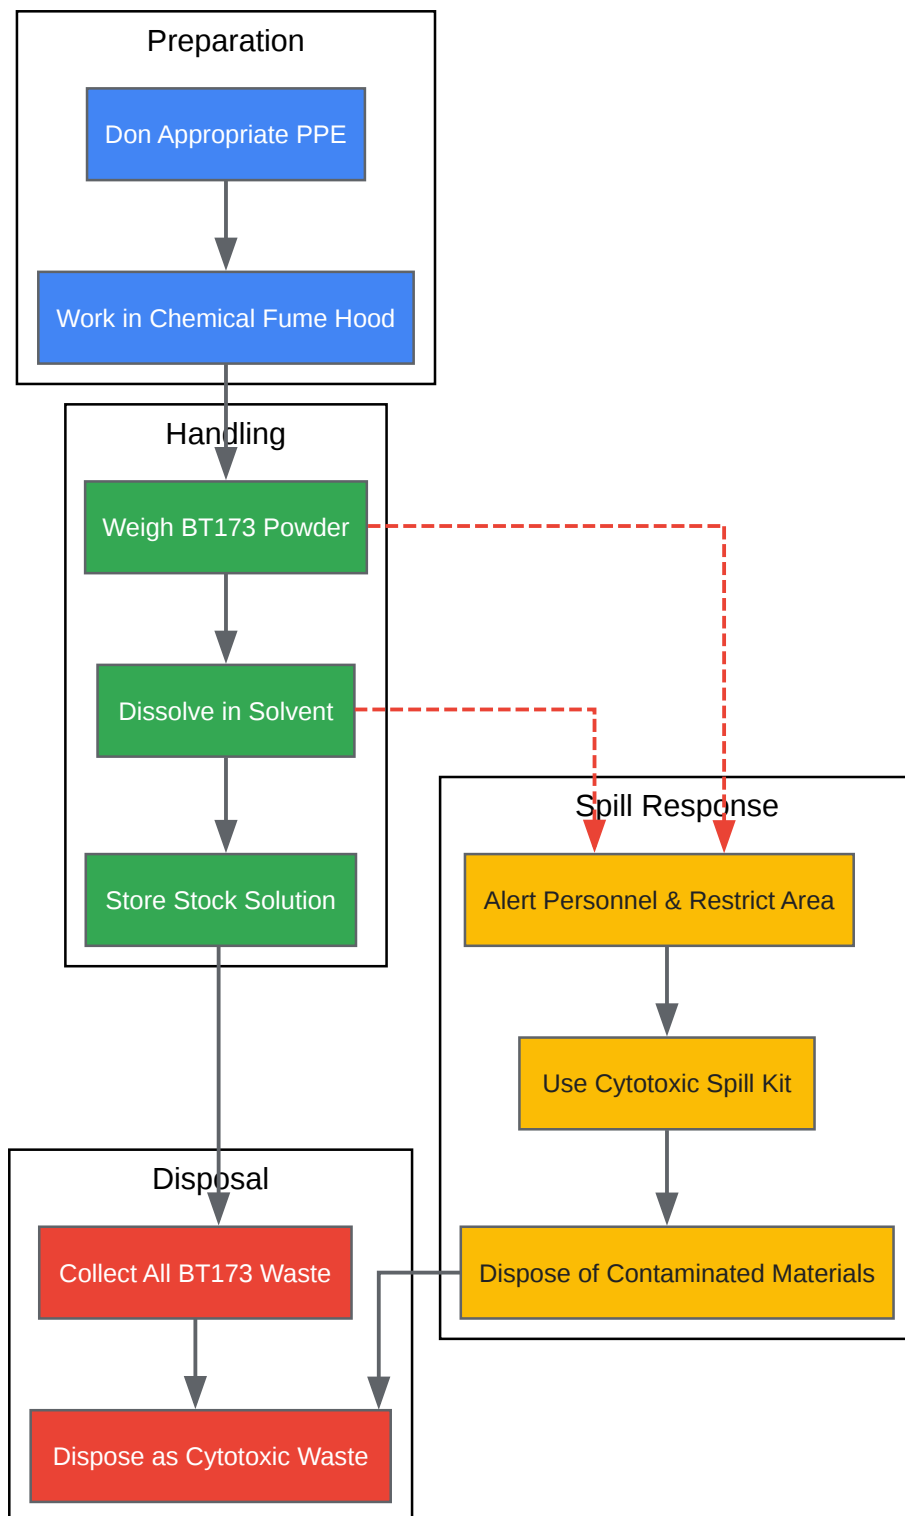 Preparation
Don Appropriate PPE
Work in Chemical Fume Hood
Handling
Weigh BT173 Powder
Dissolve in Solvent
Store Stock Solution
Spill Response
Alert Personnel & Restrict Area
Use Cytotoxic Spill Kit
Dispose of Contaminated Materials
Disposal
Collect All BT173 Waste
Dispose as Cytotoxic Waste